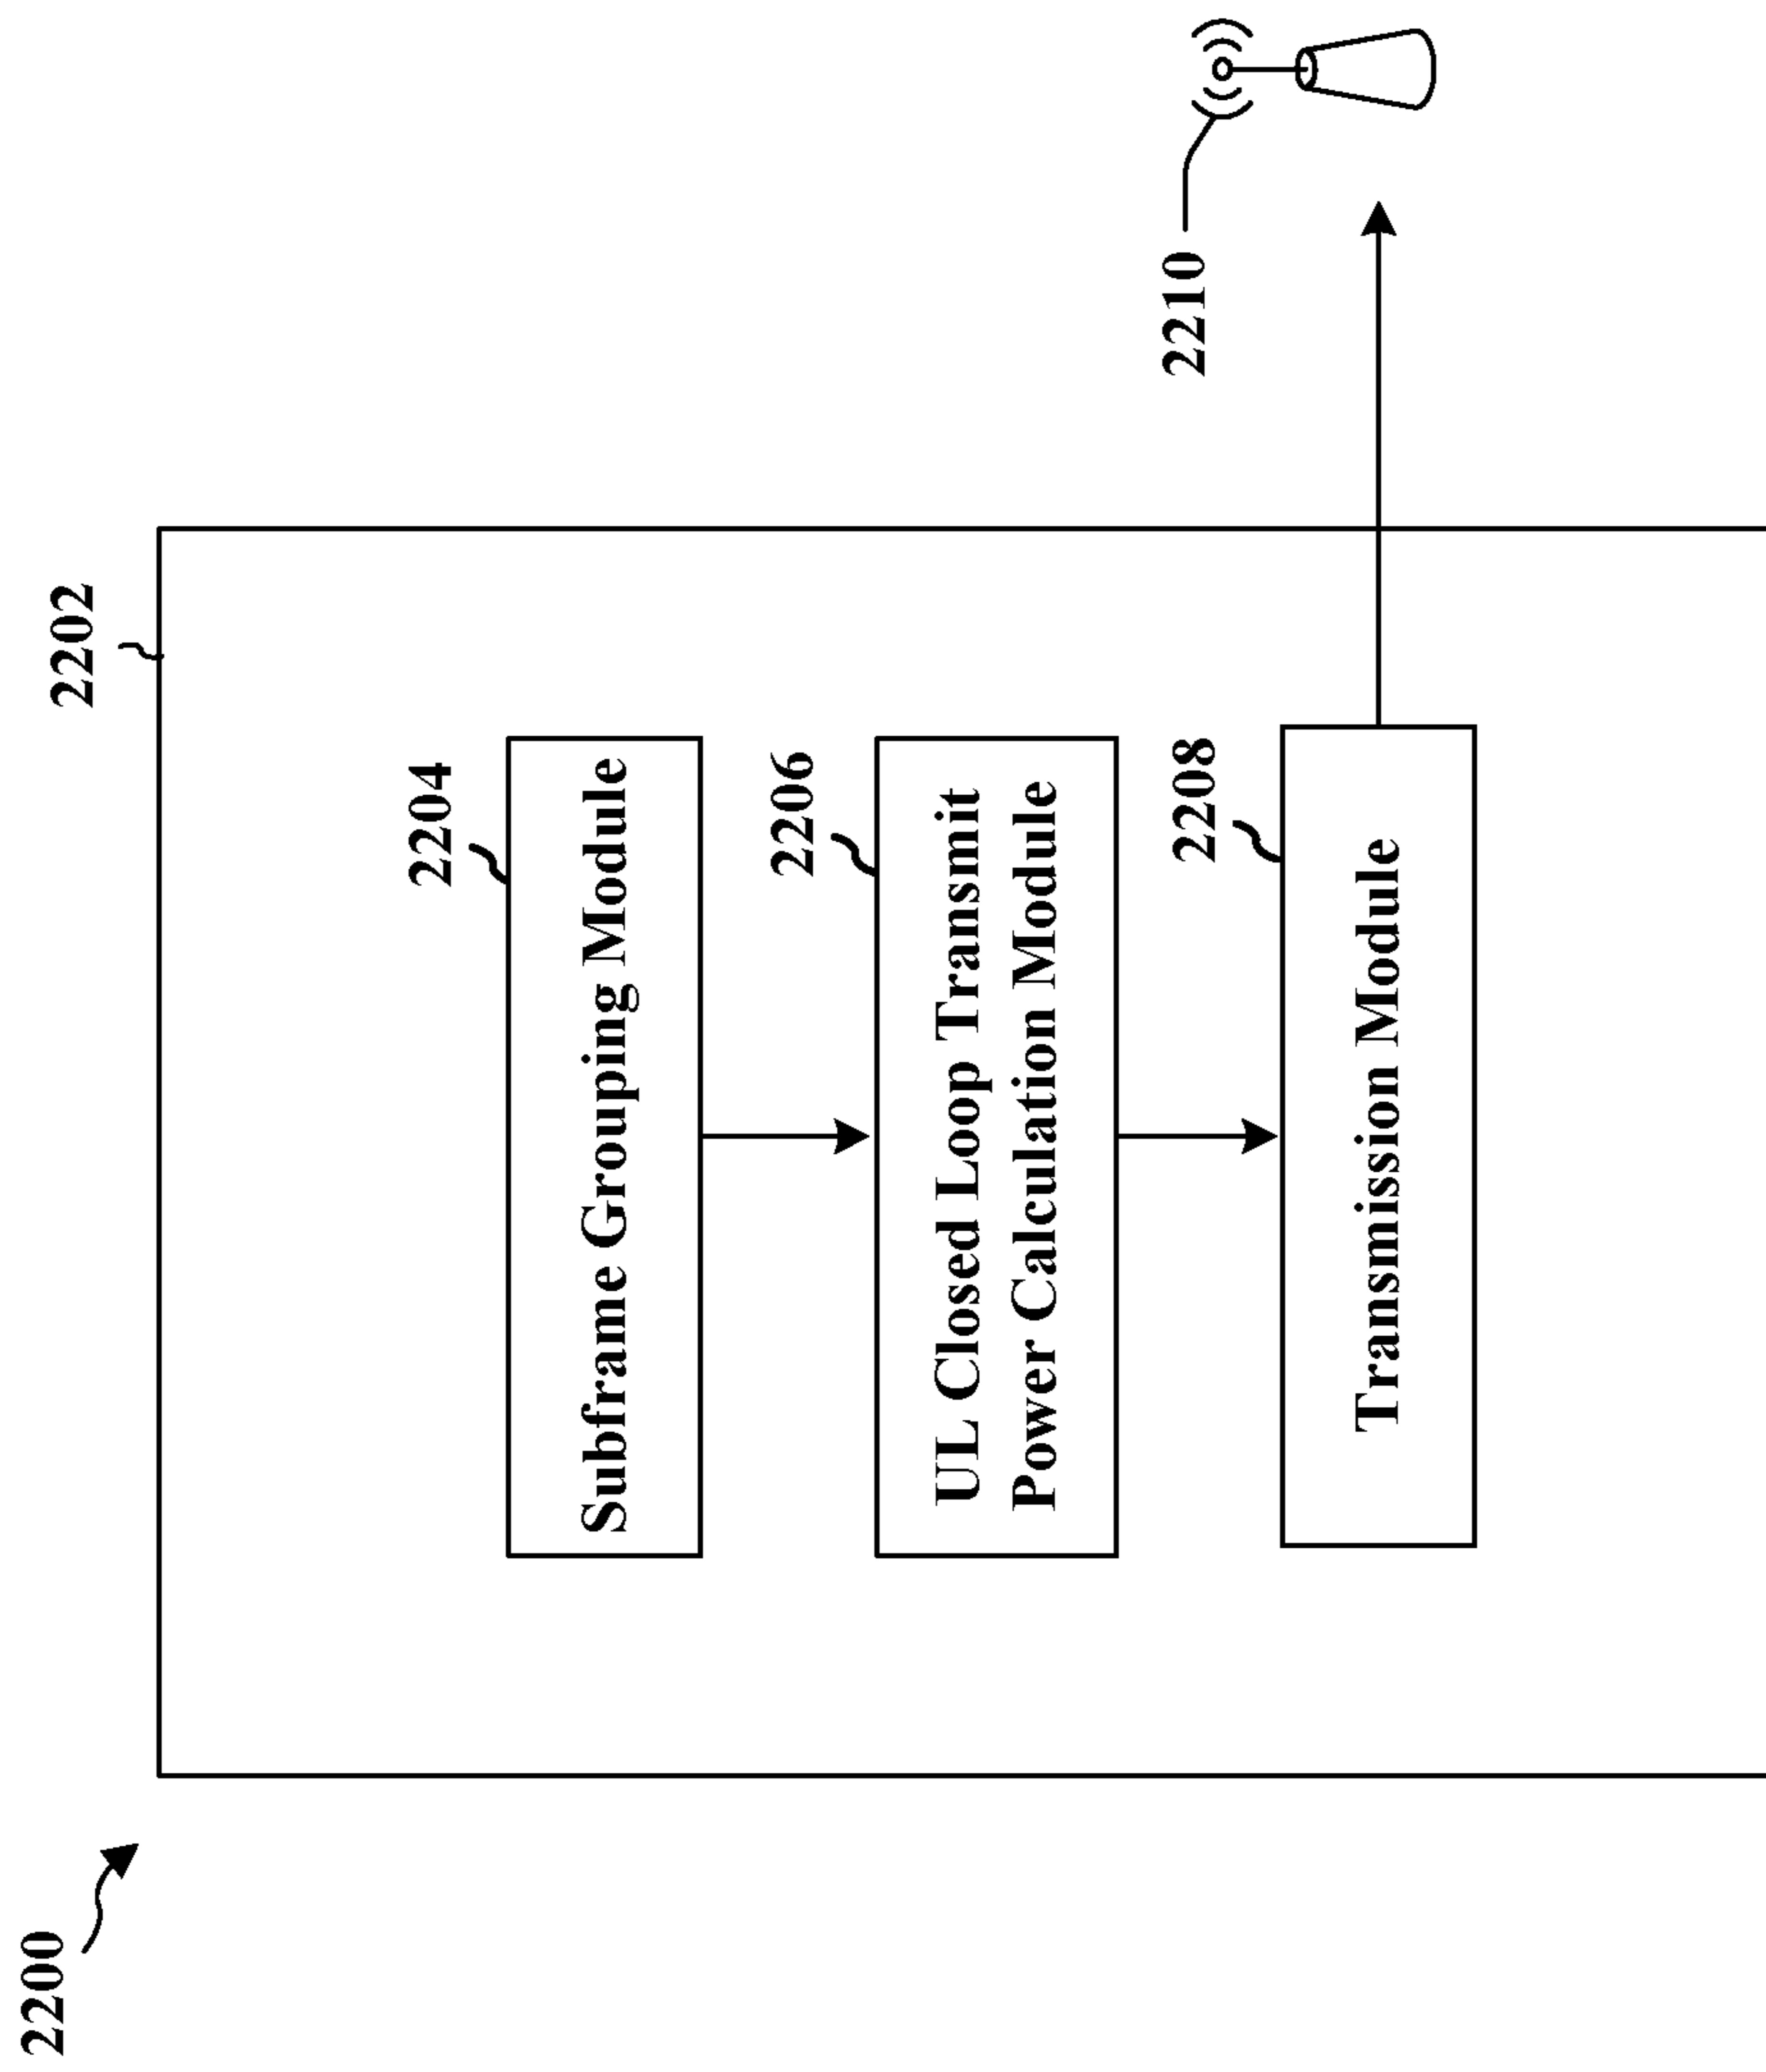 2200
2202
2204
Subframe Grouping Module
2206
UL Closed Loop Transmit
Power Calculation Module
2208
Transmission Module
2210